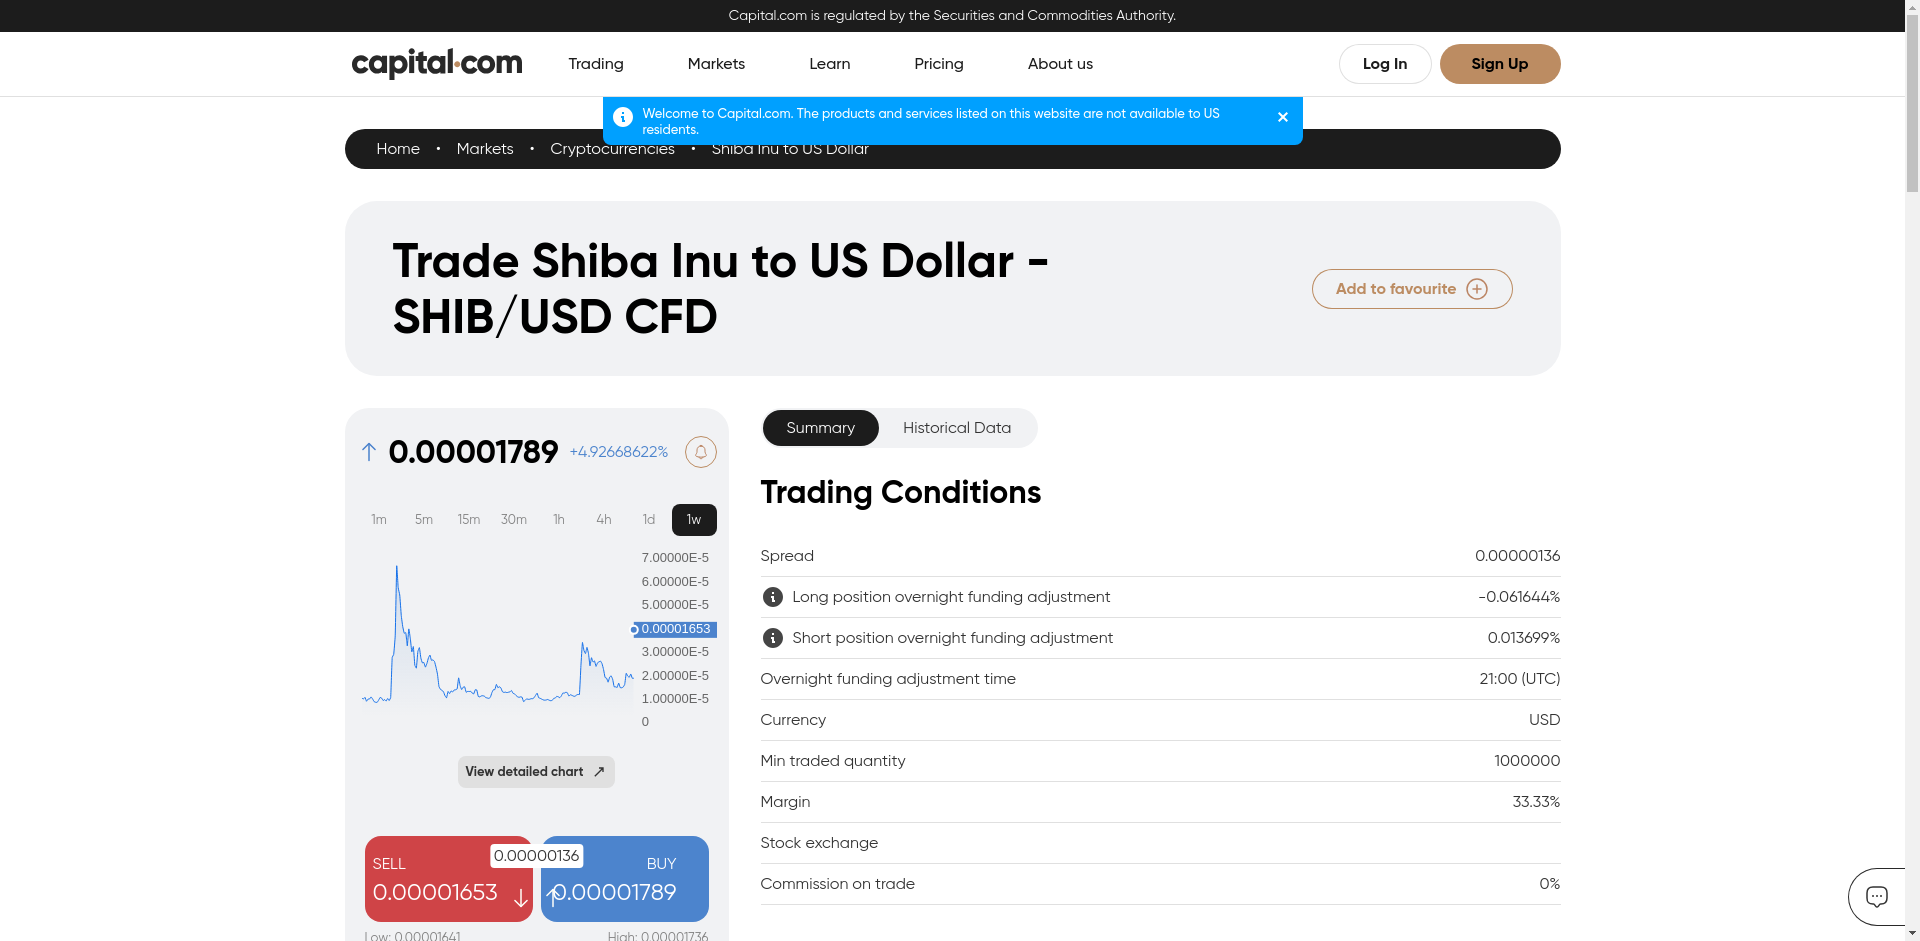 Capital.com is regulated by the Securities and Commodities Authority.
capital.com
Trading
Markets
Learn
Pricing
About us
Log In
Sign Up
Welcome to Capital.com. The products and services listed on this website are not available to US
residents.
Home • Markets • Cryptocurrencies • Shiba Inu to US Dollar
Trade Shiba Inu to US Dollar -
SHIB/USD CFD
Add to favourite
0.00001789 +4.92668622%
1m 5m 15m 30m 1h 4h 1d 1w
7.00000E-5
6.00000E-5
5.00000E-5
0.00001653
3.00000E-5
2.00000E-5
1.00000E-5
0
View detailed chart
SELL
0.00001653
0.00000136
BUY
0.00001789
Low: 0.00001641
High: 0.00001736
Summary
Historical Data
Trading Conditions
Spread 0.00000136
Long position overnight funding adjustment -0.061644%
Short position overnight funding adjustment 0.013699%
Overnight funding adjustment time 21:00 (UTC)
Currency USD
Min traded quantity 1000000
Margin 33.33%
Stock exchange
Commission on trade 0%